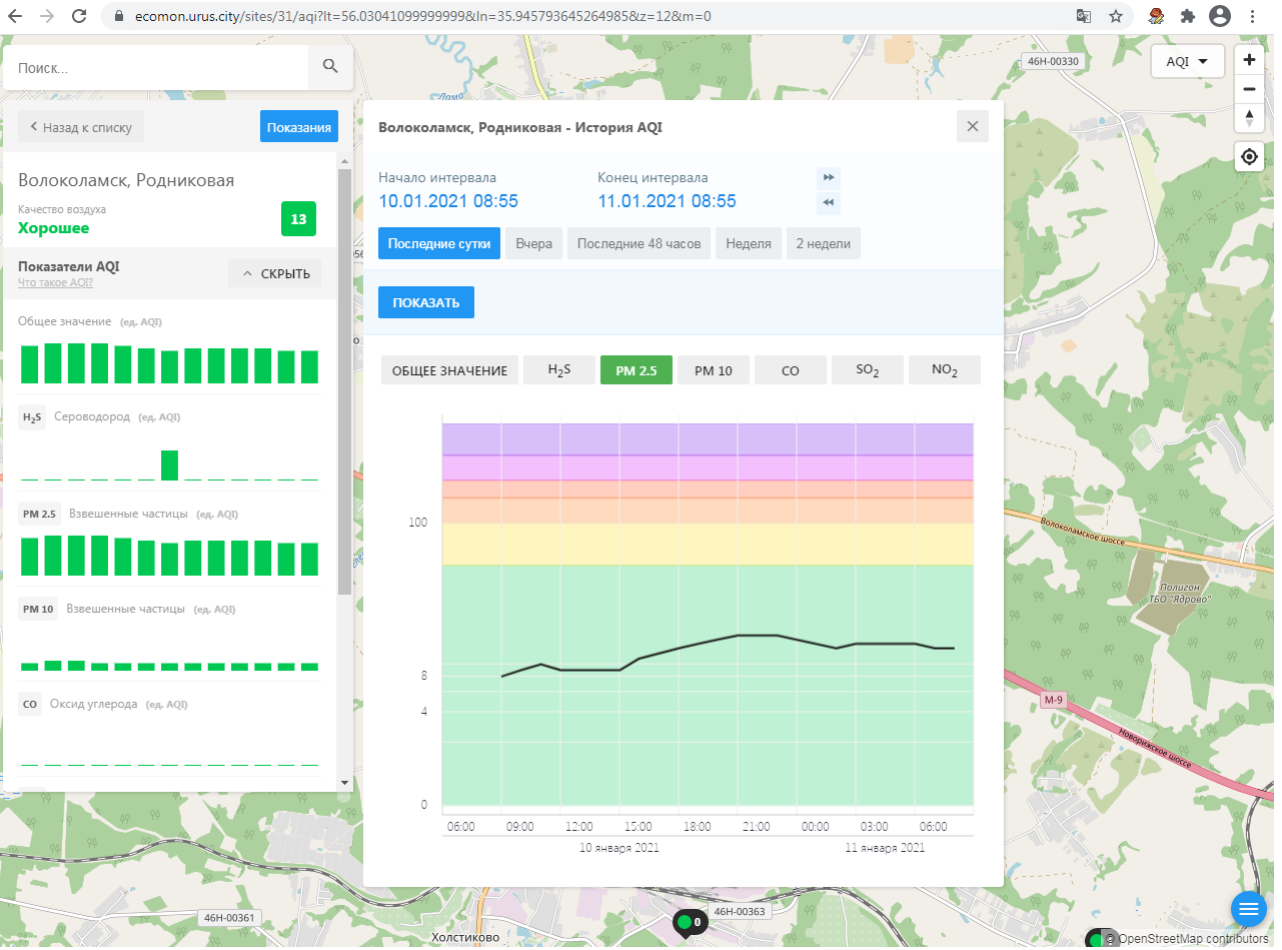 ecomon.urus.city/sites/31/aqi?lt=56.03041099999999&ln=35.945793645264985&z=12&m=0
Поиск...
46Н-00330
AQI
Назад к списку
Показания
Волоколамск, Родниковая - История AQI
Волоколамск, Родниковая
Качество воздуха
Хорошее
13
Начало интервала
Конец интервала
10.01.2021 08:55
11.01.2021 08:55
Последние сутки
Вчера
Последние 48 часов
Неделя
2 недели
Показатели AQI
Что такое AQI?
СКРЫТЬ
ПОКАЗАТЬ
Общее значение (ед. AQI)
ОБЩЕЕ ЗНАЧЕНИЕ
H2S
PM 2.5
PM 10
CO
SO2
NO2
H2S Сероводород (ед. AQI)
PM 2.5 Взвешенные частицы (ед. AQI)
PM 10 Взвешенные частицы (ед. AQI)
CO Оксид углерода (ед. AQI)
100
8
4
0
06:00 09:00 12:00 15:00 18:00 21:00 00:00 03:00 06:00
10 января 2021
11 января 2021
Волоколамское шоссе
Полигон
ТБО "Ядрово"
М-9
Новорижское шоссе
46Н-00361
46Н-00363
0
Холстиково
© OpenStreetMap contributors